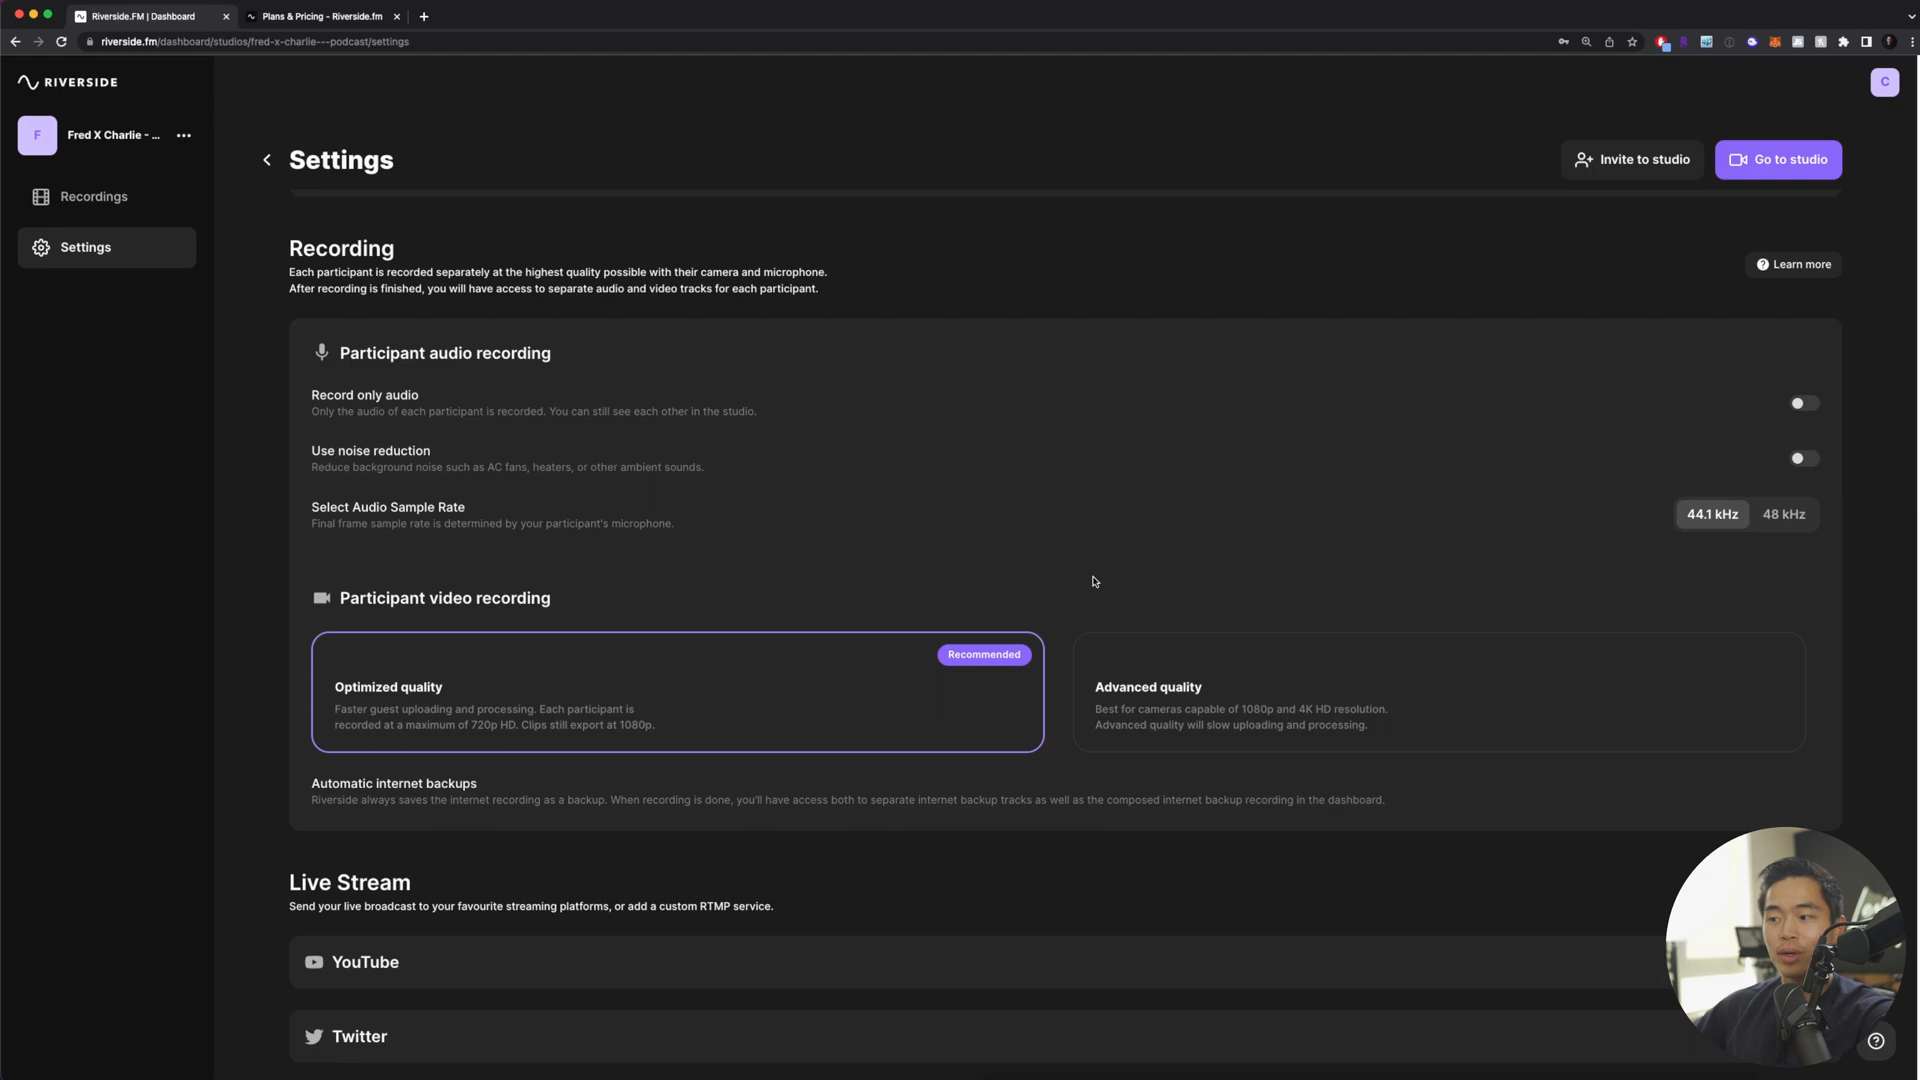 Riverside.FM | Dashboard
Plans & Pricing - Riverside.fm
riverside.fm/dashboard/studios/fred-x-charlie---podcast/settings
RIVERSIDE
C
F
Fred X Charlie - ...
Settings
Invite to studio
Go to studio
Recordings
Settings
Recording
Each participant is recorded separately at the highest quality possible with their camera and microphone.
After recording is finished, you will have access to separate audio and video tracks for each participant.
Learn more
Participant audio recording
Record only audio
Only the audio of each participant is recorded. You can still see each other in the studio.
Use noise reduction
Reduce background noise such as AC fans, heaters, or other ambient sounds.
Select Audio Sample Rate
Final frame sample rate is determined by your participant's microphone.
44.1 kHz
48 kHz
Participant video recording
Recommended
Optimized quality
Faster guest uploading and processing. Each participant is
recorded at a maximum of 720p HD. Clips still export at 1080p.
Advanced quality
Best for cameras capable of 1080p and 4K HD resolution.
Advanced quality will slow uploading and processing.
Automatic internet backups
Riverside always saves the internet recording as a backup. When recording is done, you'll have access both to separate internet backup tracks as well as the composed internet backup recording in the dashboard.
Live Stream
Send your live broadcast to your favourite streaming platforms, or add a custom RTMP service.
YouTube
Twitter